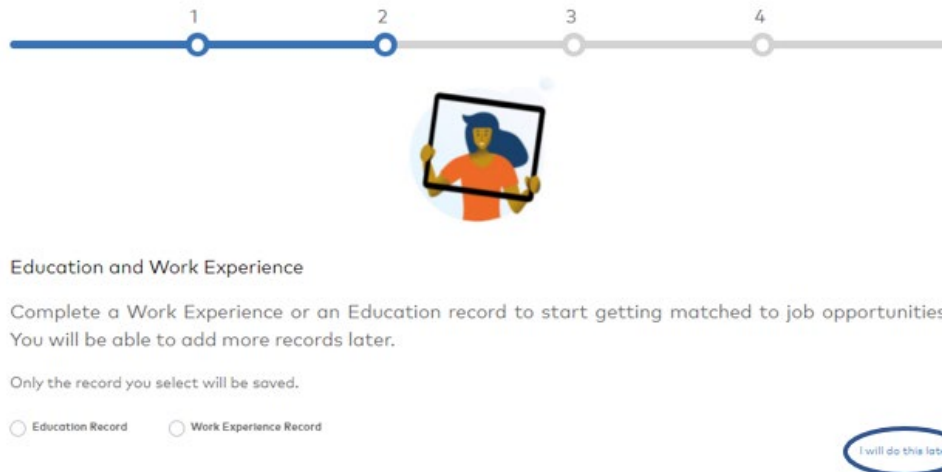 1 2 3 4
Education and Work Experience
Complete a Work Experience or an Education record to start getting matched to job opportunities
You will be able to add more records later.
Only the record you select will be saved.
Education Record Work Experience Record
I will do this late